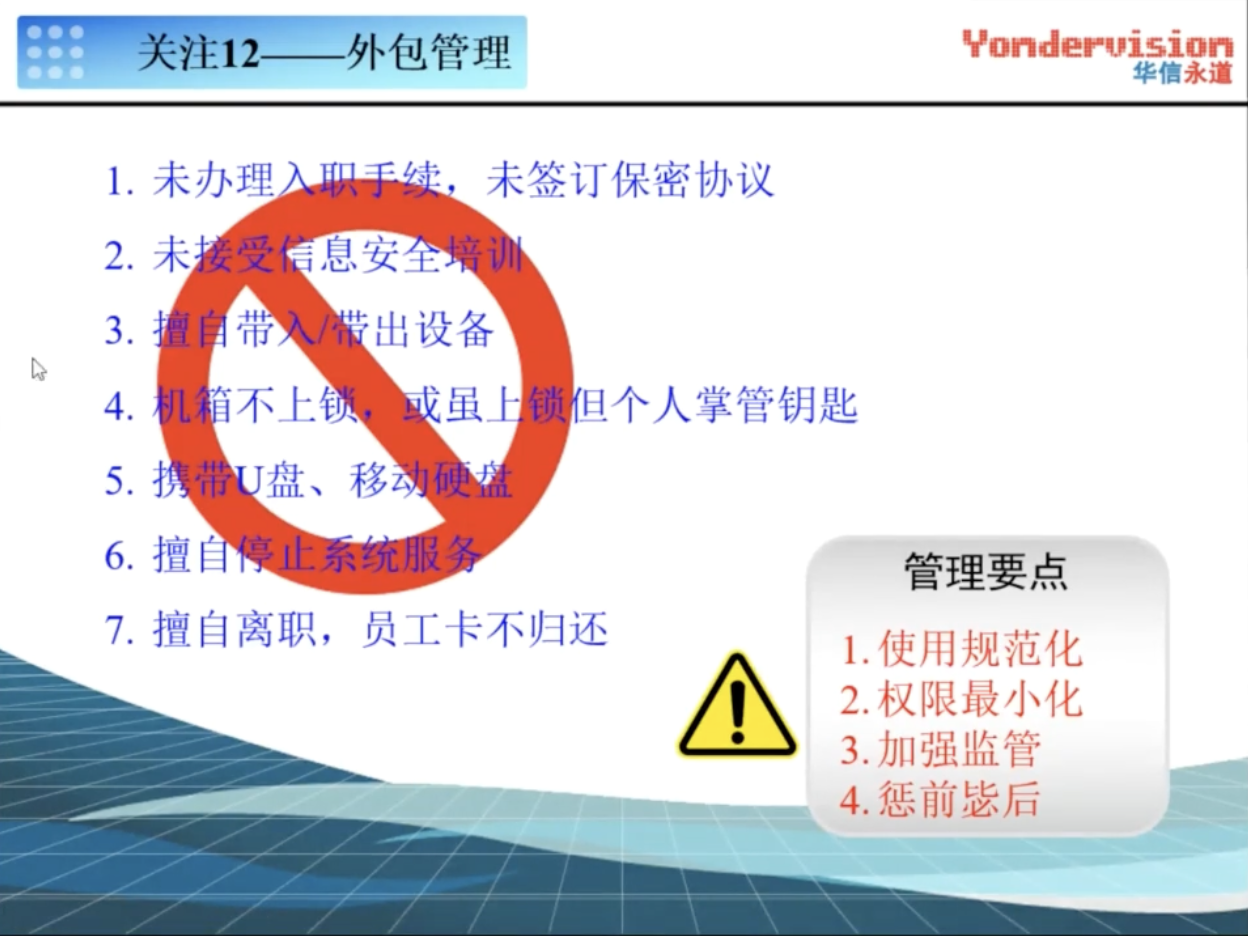 关注12——外包管理
Yondervision
华信永道
1. 未办理入职手续，未签订保密协议
2. 未接受信息安全培训
3. 擅自带入/带出设备
4. 机箱不上锁，或虽上锁但个人掌管钥匙
5. 携带U盘、移动硬盘
6. 擅自停止系统服务
7. 擅自离职，员工卡不归还
管理要点
1. 使用规范化
2. 权限最小化
3. 加强监管
4. 惩前毖后